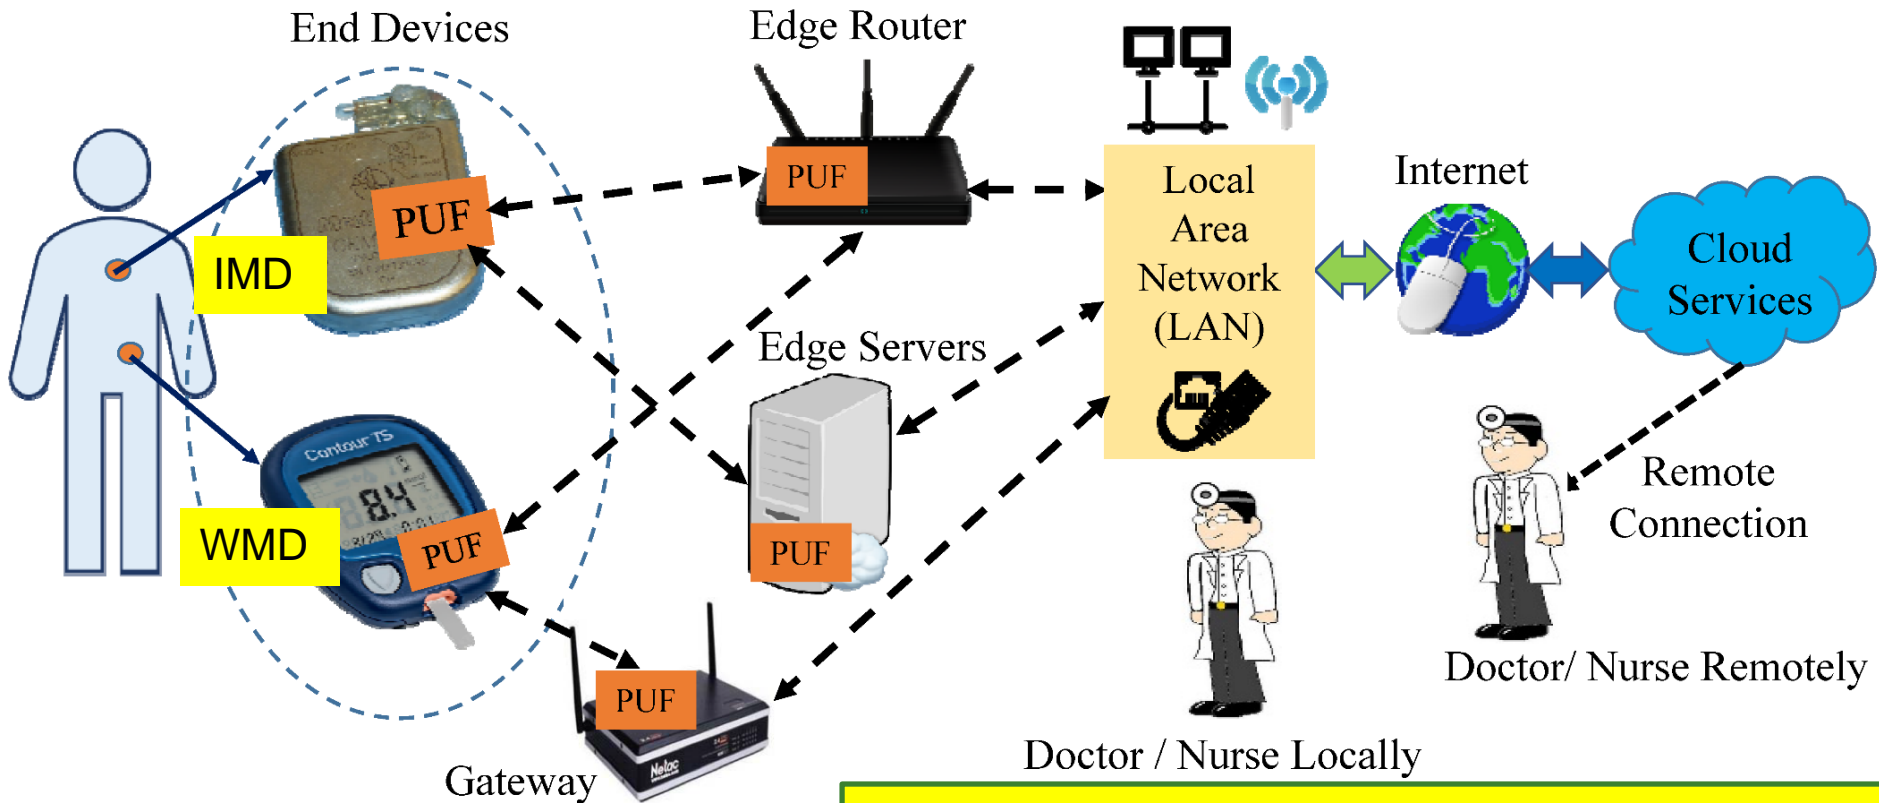 End Devices
Edge Router
PUF
PUF
IMD
Local
Area
Network
(LAN)
Internet
Cloud
Services
Edge Servers
Contour TS
8.4
WMD
PUF
PUF
Remote
Connection
PUF
Netac
Gateway
Doctor / Nurse Locally
Doctor/ Nurse Remotely